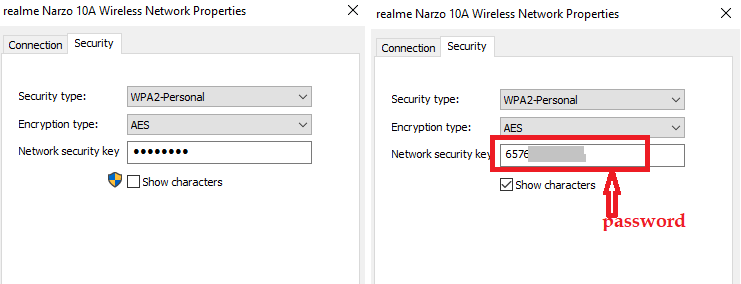 realme Narzo 10A Wireless Network Properties
Connection Security
Security type: WPA2-Personal
Encryption type: AES
Network security key ●●●●●●●●
Show characters
realme Narzo 10A Wireless Network Properties
Connection Security
Security type: WPA2-Personal
Encryption type: AES
Network security key 6576
Show characters
password